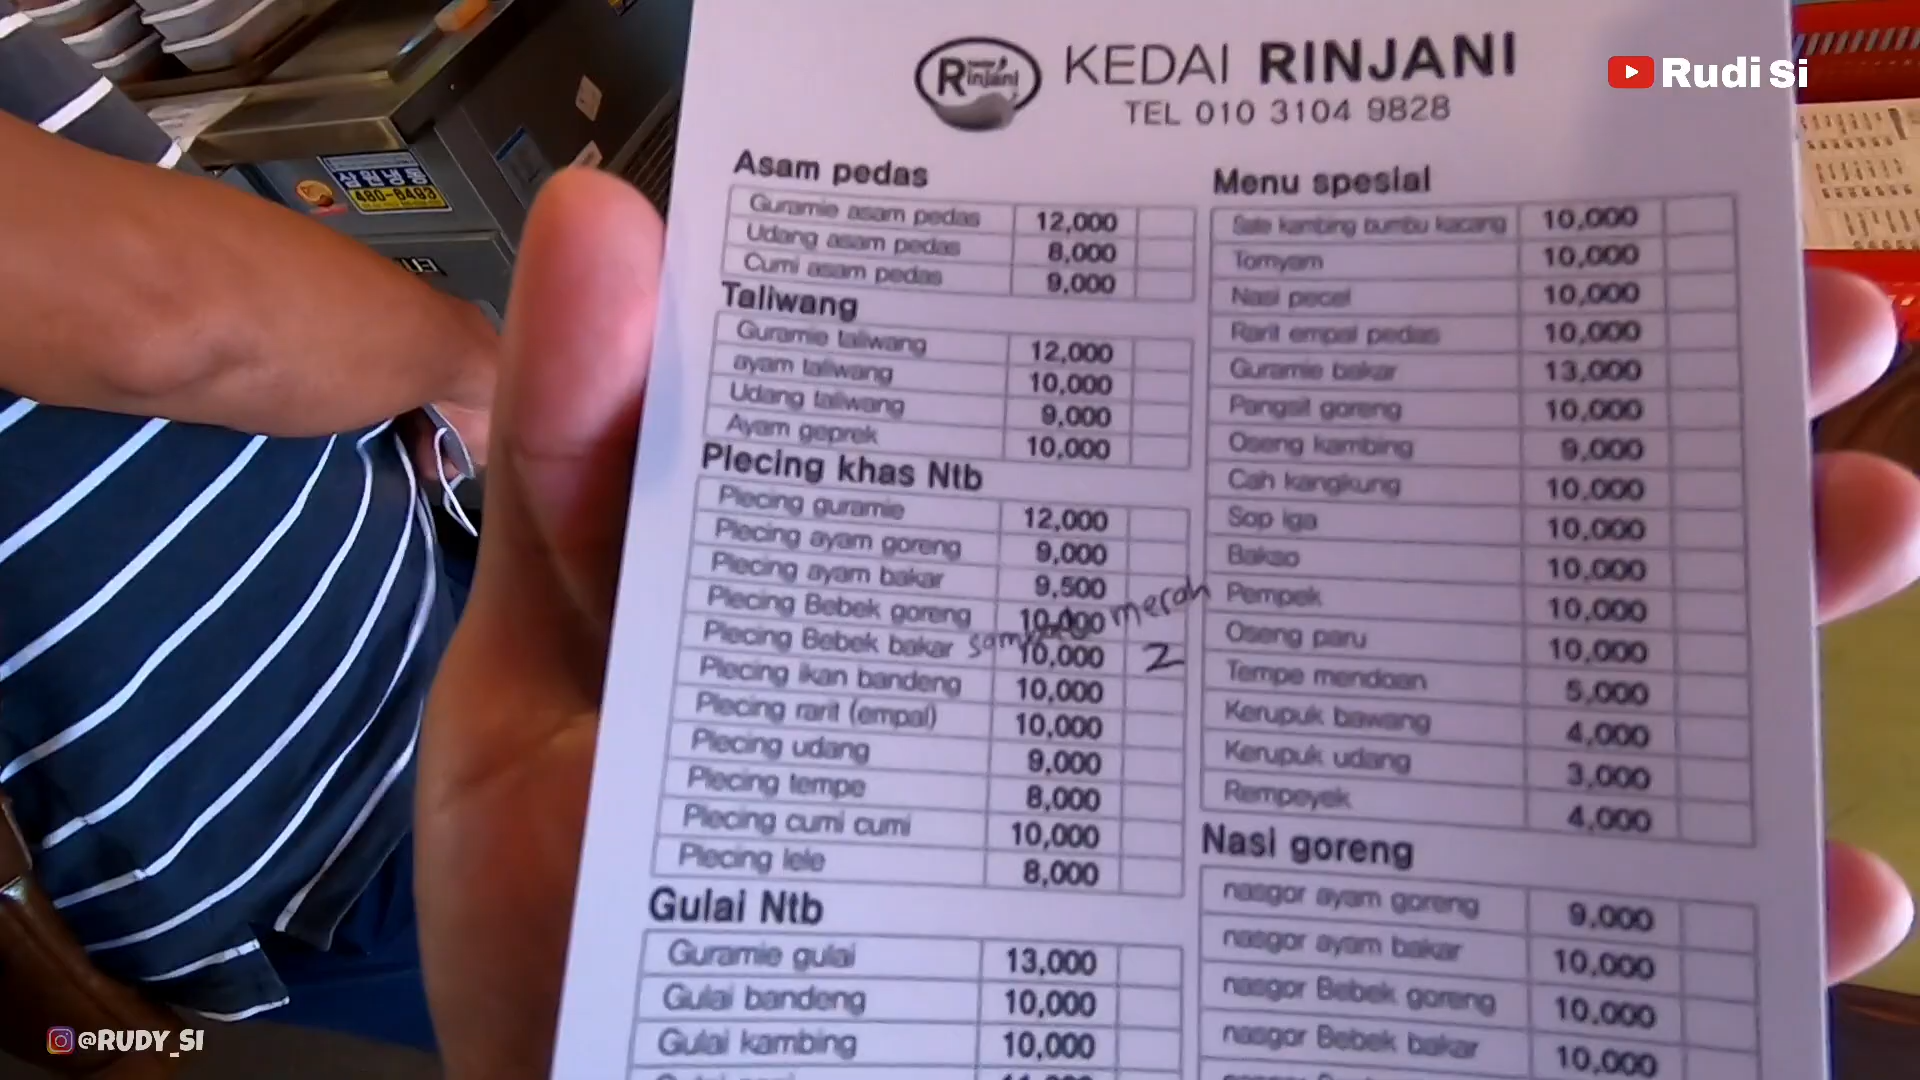 Rinjani
KEDAI RINJANI
TEL 010 3104 9828
Rudi Si
삼원냉동
480-8493
Asam pedas
Guramie asam pedas 12,000
Udang asam pedas 8,000
Cumi asam pedas 9,000
Taliwang
Guramie taliwang 12,000
ayam taliwang 10,000
Udang taliwang 9,000
Ayam geprek 10,000
Plecing khas Ntb
Plecing guramie 12,000
Plecing ayam goreng 9,000
Plecing ayam bakar 9,500
Plecing Bebek goreng 10,000 merah
Plecing Bebek bakar 10,000 2
Plecing ikan bandeng 10,000
Plecing rarit (empal) 10,000
Plecing udang 9,000
Plecing tempe 8,000
Plecing cumi cumi 10,000
Plecing lele 8,000
Gulai Ntb
Guramie gulai 13,000
Gulai bandeng 10,000
Gulai kambing 10,000
Menu spesial
Sate kambing bumbu kacang 10,000
Tomyam 10,000
Nasi pecel 10,000
Rarit empal pedas 10,000
Guramie bakar 13,000
Pangsit goreng 10,000
Oseng kambing 9,000
Cah kangkung 10,000
Sop iga 10,000
Bakso 10,000
Pempek 10,000
Oseng paru 10,000
Tempe mendoan 5,000
Kerupuk bawang 4,000
Kerupuk udang 3,000
Rempeyek 4,000
Nasi goreng
nasgor ayam goreng 9,000
nasgor ayam bakar 10,000
nasgor Bebek goreng 10,000
nasgor Bebek bakar 10,000
@RUDY_SI